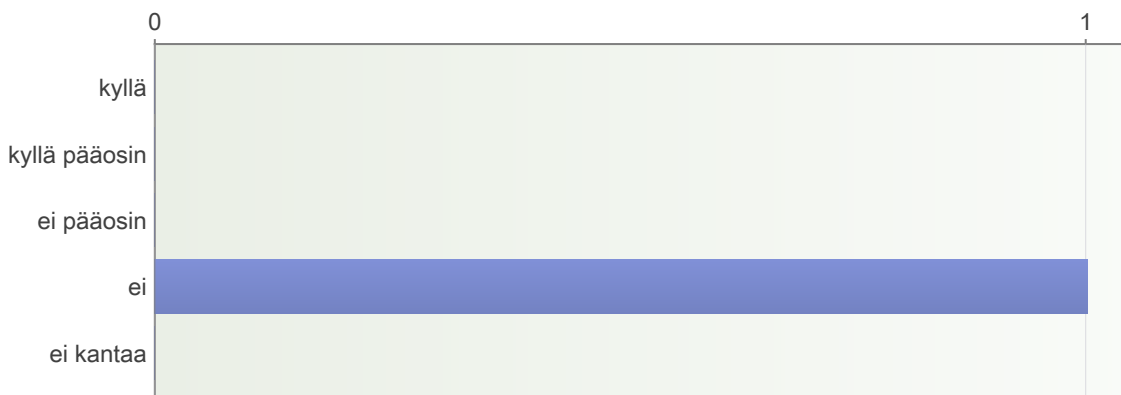 0 1
kyllä
kyllä pääosin
ei pääosin
ei
ei kantaa